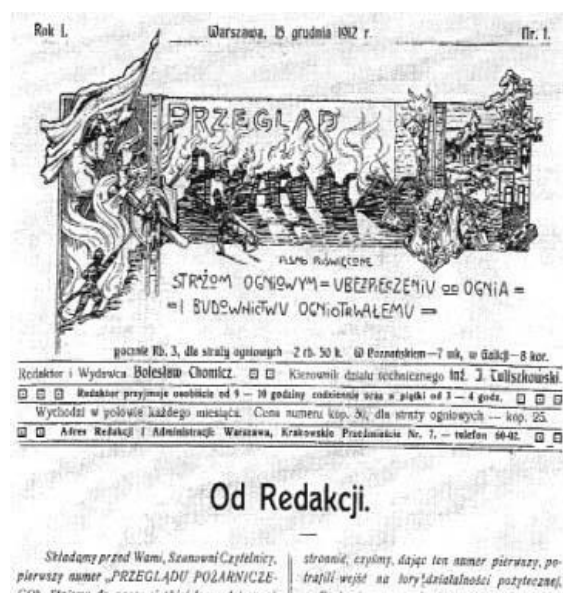 Rok I.
Warszawa, 15 grudnia 1912 r.
Nr. 1.
PRZEGLĄD
PISMO POŚWIĘCONE
STRAŻOM OGNIOWYM = UBEZPIECZENIU OD OGNIA =
= I BUDOWNICTWU OGNIOTRWAŁEMU =
rocznie Rb. 3, dla straży ogniowych —2 rb. 50 k. W Poznańskiem—7 mk, w Galicji—8 kor.
Redaktor i Wydawca Bolesław Chomicz. Kierownik działu technicznego inż. J. Tuliszkowski
Redaktor przyjmuje osobiście od 9 — 10 godziny codziennie oraz w piątki od 3 — 4 godz.
Wychodzi w połowie każdego miesiąca. Cena numeru kop. 30, dla straży ogniowych — kop. 25.
Adres Redakcji i Administracji: Warszawa, Krakowskie Przedmieście Nr. 7. — telefon 60-02.
Od Redakcji.
Składamy przed Wami, Szanowni Czytelnicy,
pierwszy numer „PRZEGLĄDU POŻARNICZE-
stronnie, czyśmy, dając ten numer pierwszy, po-
trafili wejść na tory działalności pożytecznej,